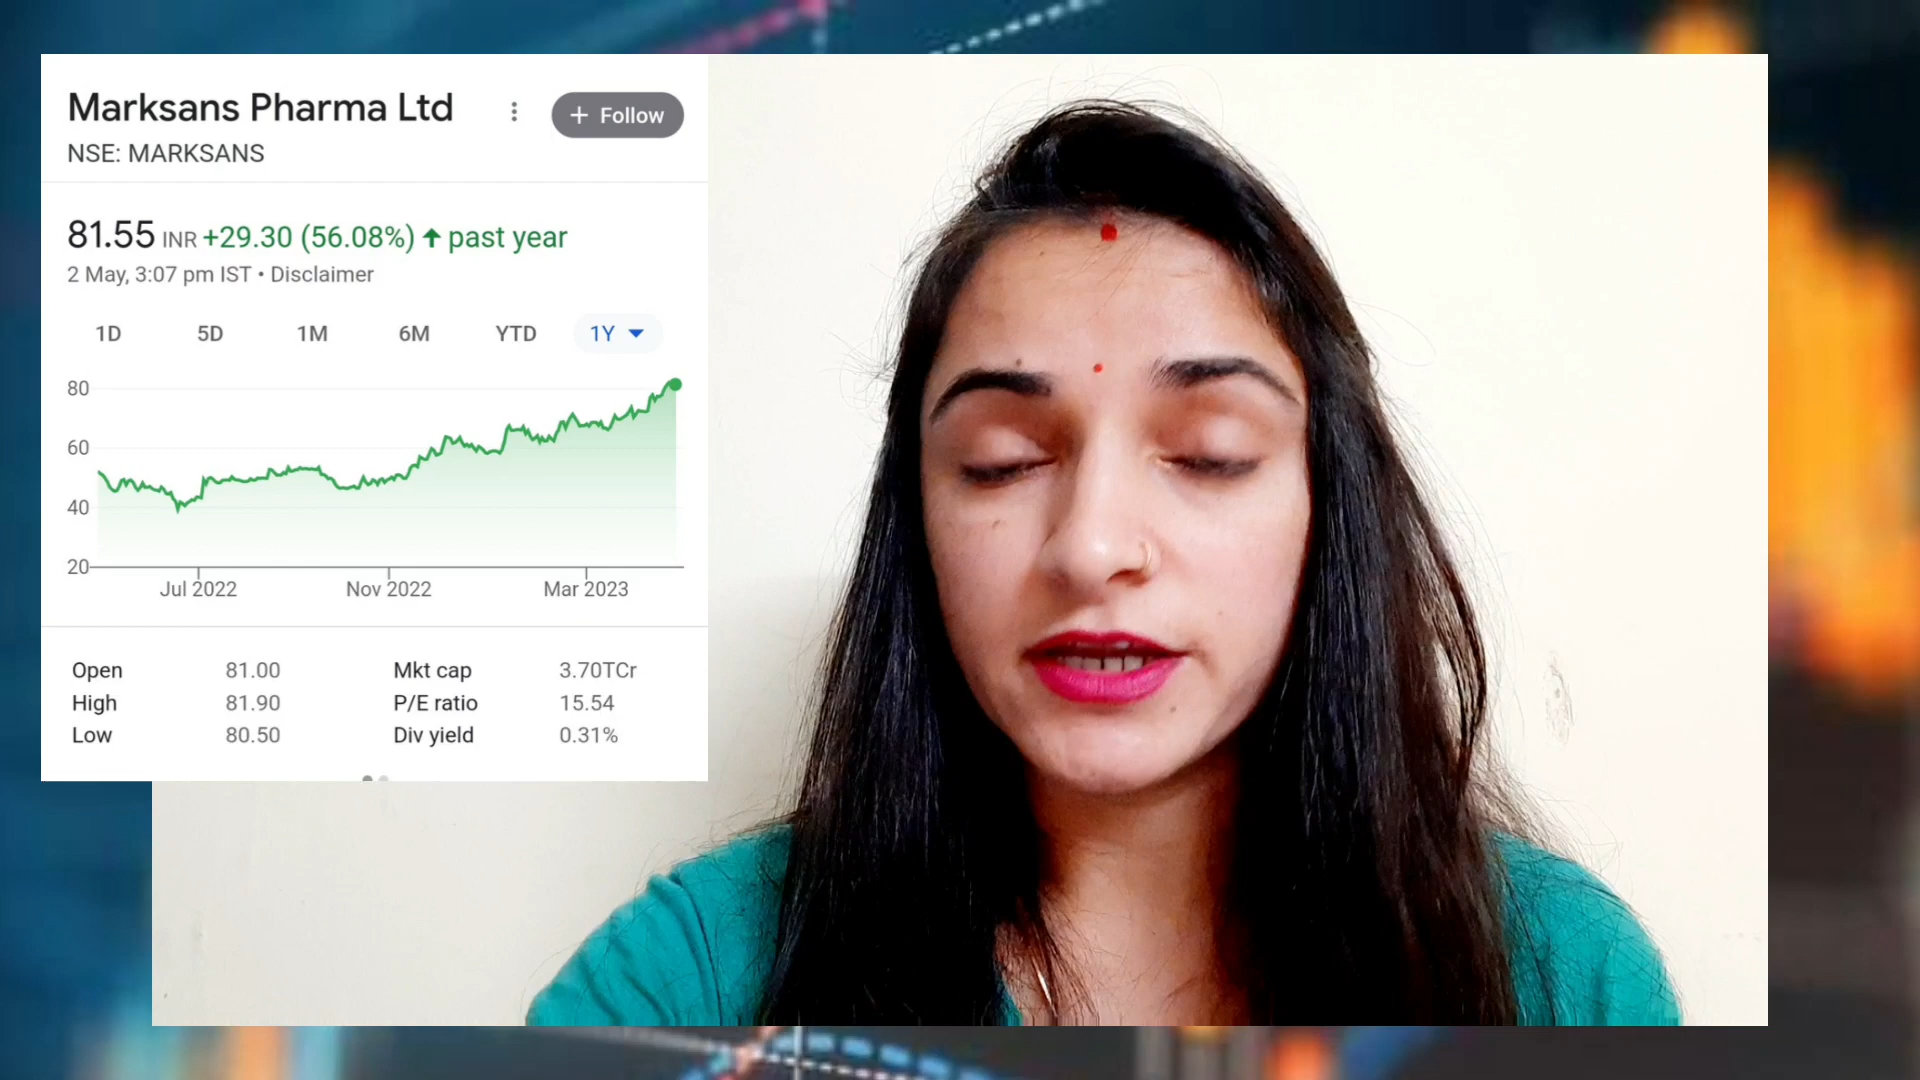 Marksans Pharma Ltd
+ Follow
NSE: MARKSANS
81.55 INR +29.30 (56.08%) ↑ past year
2 May, 3:07 pm IST • Disclaimer
1D 5D 1M 6M YTD 1Y
80
60
40
20
Jul 2022 Nov 2022 Mar 2023
Open 81.00 Mkt cap 3.70TCr
High 81.90 P/E ratio 15.54
Low 80.50 Div yield 0.31%